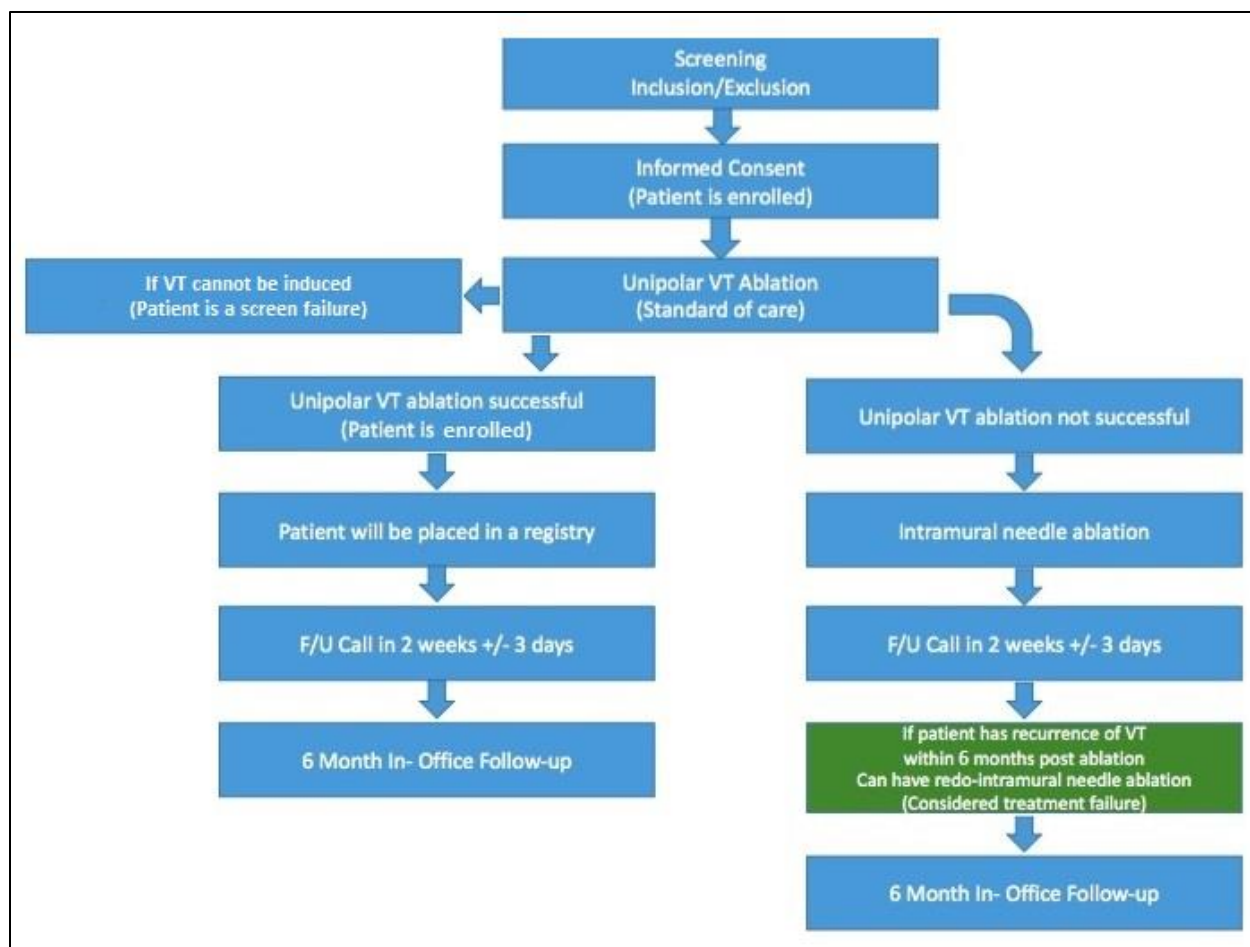 Screening
Inclusion/Exclusion
Informed Consent
(Patient is enrolled)
Unipolar VT Ablation
(Standard of care)
If VT cannot be induced
(Patient is a screen failure)
Unipolar VT ablation successful
(Patient is enrolled)
Patient will be placed in a registry
F/U Call in 2 weeks +/- 3 days
6 Month In- Office Follow-up
Unipolar VT ablation not successful
Intramural needle ablation
F/U Call in 2 weeks +/- 3 days
If patient has recurrence of VT
within 6 months post ablation
Can have redo-intramural needle ablation
(Considered treatment failure)
6 Month In- Office Follow-up